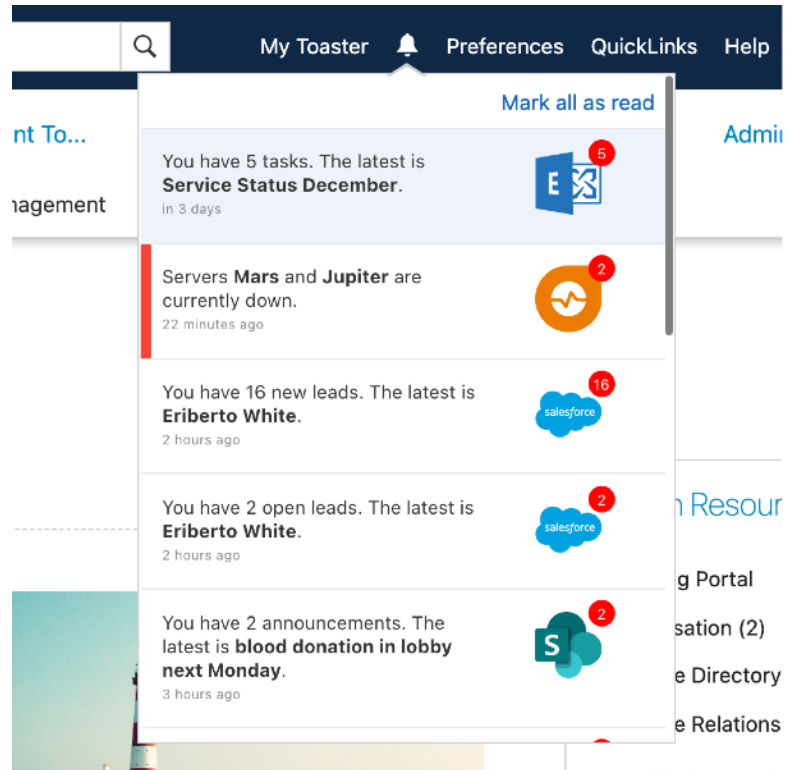 My Toaster Preferences QuickLinks Help
Mark all as read
nt To...
Admi
nagement
You have 5 tasks. The latest is
Service Status December.
in 3 days
E
5
Servers Mars and Jupiter are
currently down.
22 minutes ago
2
You have 16 new leads. The latest is
Eriberto White.
2 hours ago
salesforce
16
You have 2 open leads. The latest is
Eriberto White.
2 hours ago
salesforce
2
You have 2 announcements. The
latest is blood donation in lobby
next Monday.
3 hours ago
S
2
Resour
g Portal
sation (2)
e Directory
e Relations